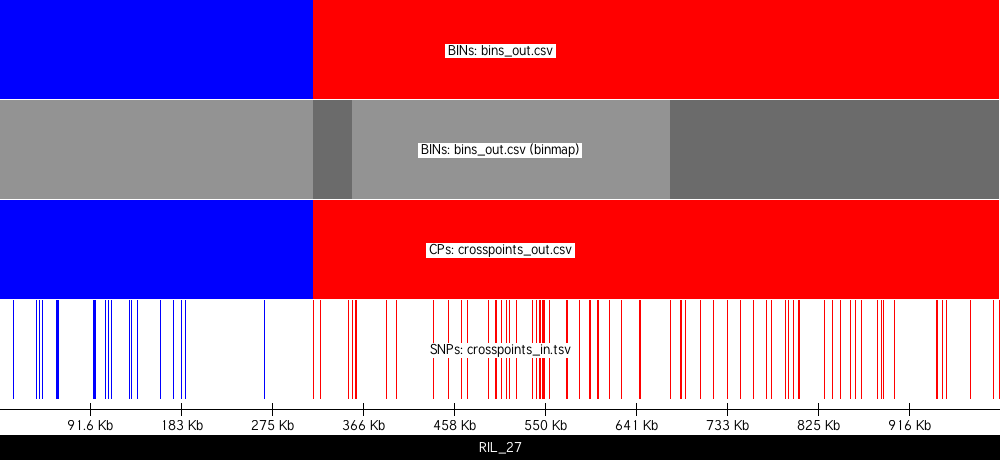 BINs: bins_out.csv
BINs: bins_out.csv (binmap)
CPs: crosspoints_out.csv
SNPs: crosspoints_in.tsv
91.6 Kb 183 Kb 275 Kb 366 Kb 458 Kb 550 Kb 641 Kb 733 Kb 825 Kb 916 Kb
RIL_27